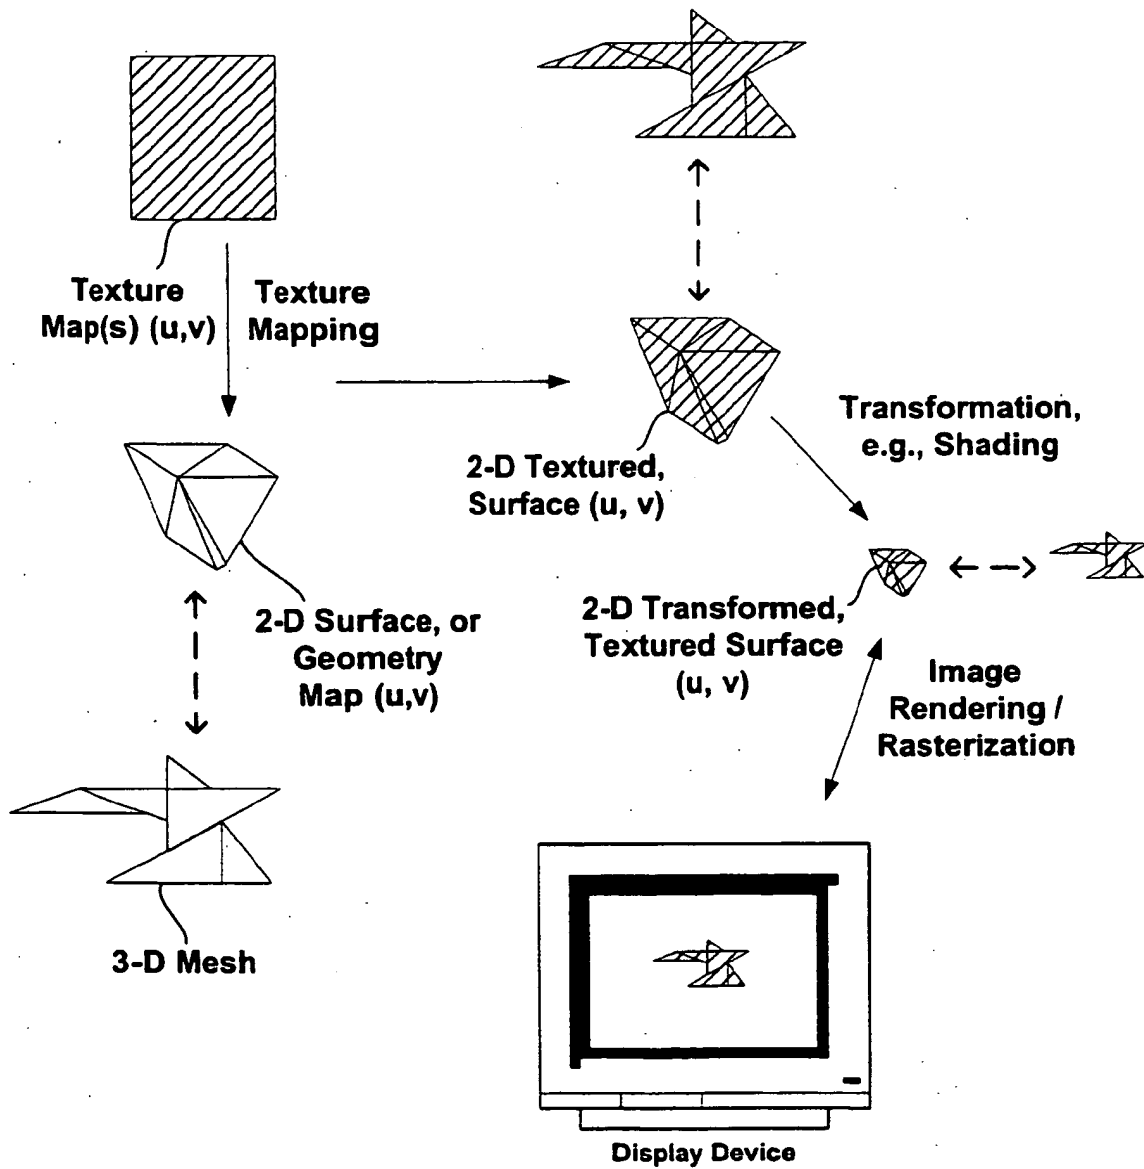 Texture
Map(s) (u,v)
Texture
Mapping
2-D Textured,
Surface (u, v)
Transformation,
e.g., Shading
2-D Surface, or
Geometry
Map (u,v)
2-D Transformed,
Textured Surface
(u, v)
Image
Rendering /
Rasterization
3-D Mesh
Display Device